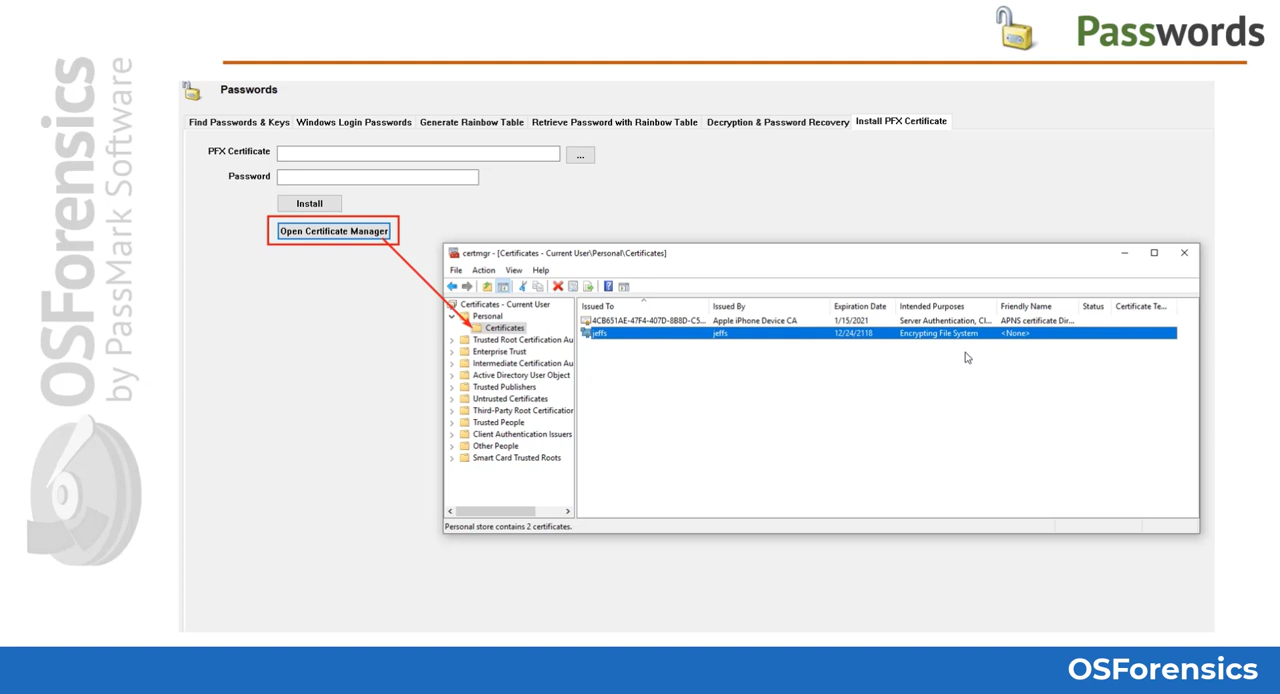 Passwords
OSForensics
by PassMark Software
Passwords
Find Passwords & Keys Windows Login Passwords Generate Rainbow Table Retrieve Password with Rainbow Table Decryption & Password Recovery Install PFX Certificate
PFX Certificate ...
Password
Install
Open Certificate Manager
certmgr - [Certificates - Current User\Personal\Certificates]
File Action View Help
Certificates - Current User
Personal
Certificates
Trusted Root Certification Au
Enterprise Trust
Intermediate Certification Au
Active Directory User Object
Trusted Publishers
Untrusted Certificates
Third-Party Root Certification
Trusted People
Client Authentication Issuers
Other People
Smart Card Trusted Roots
Issued To Issued By Expiration Date Intended Purposes Friendly Name Status Certificate Te...
4CB651AE-47F4-407D-8B8D-C5... Apple iPhone Device CA 1/15/2021 Server Authentication, Cl... APNS certificate Dir...
jeffs jeffs 12/24/2118 Encrypting File System <None>
Personal store contains 2 certificates.
OSForensics